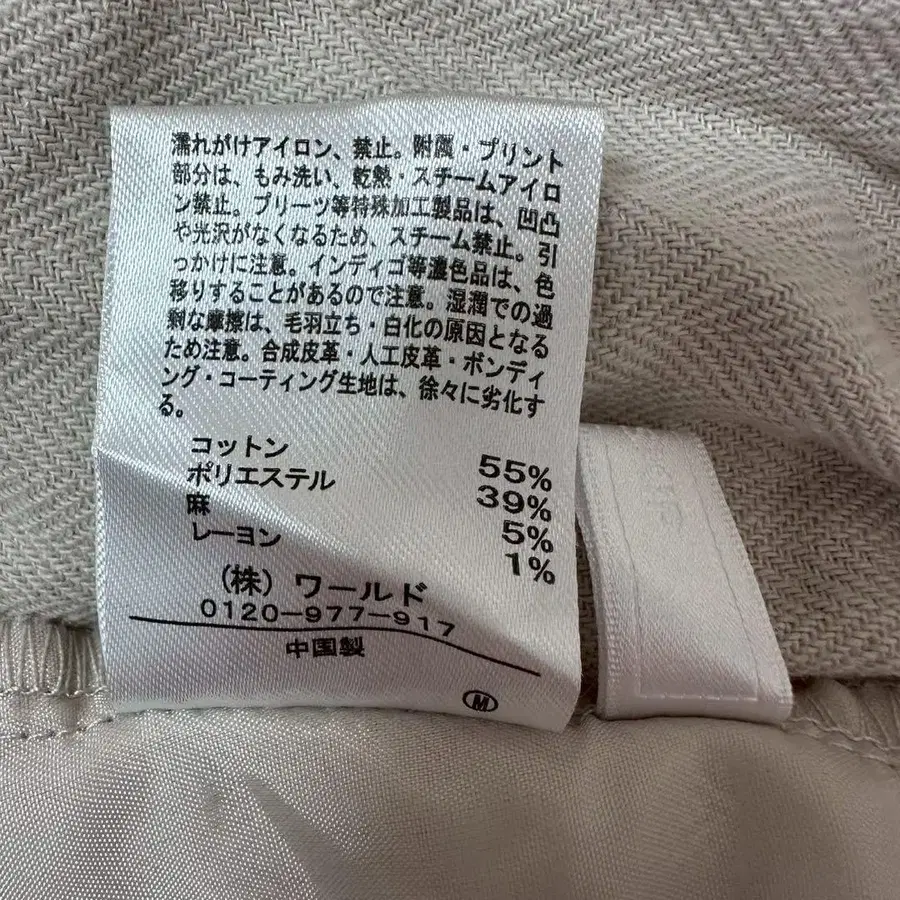 濡れがけアイロン、禁止。附属・プリント
部分は、もみ洗い、乾熱・スチームアイロ
ン禁止。プリーツ等特殊加工製品は、凹凸
や光沢がなくなるため、スチーム禁止。引
っかけに注意。インディゴ等濃色品は、色
移りすることがあるので注意。湿潤での過
剰な摩擦は、毛羽立ち・白化の原因となる
ため注意。合成皮革・人工皮革・ボンディ
ング・コーティング生地は、徐々に劣化す
る。
コットン 55%
ポリエステル 39%
麻 5%
レーヨン 1%
(株) ワールド
0120-977-917
中国製
M